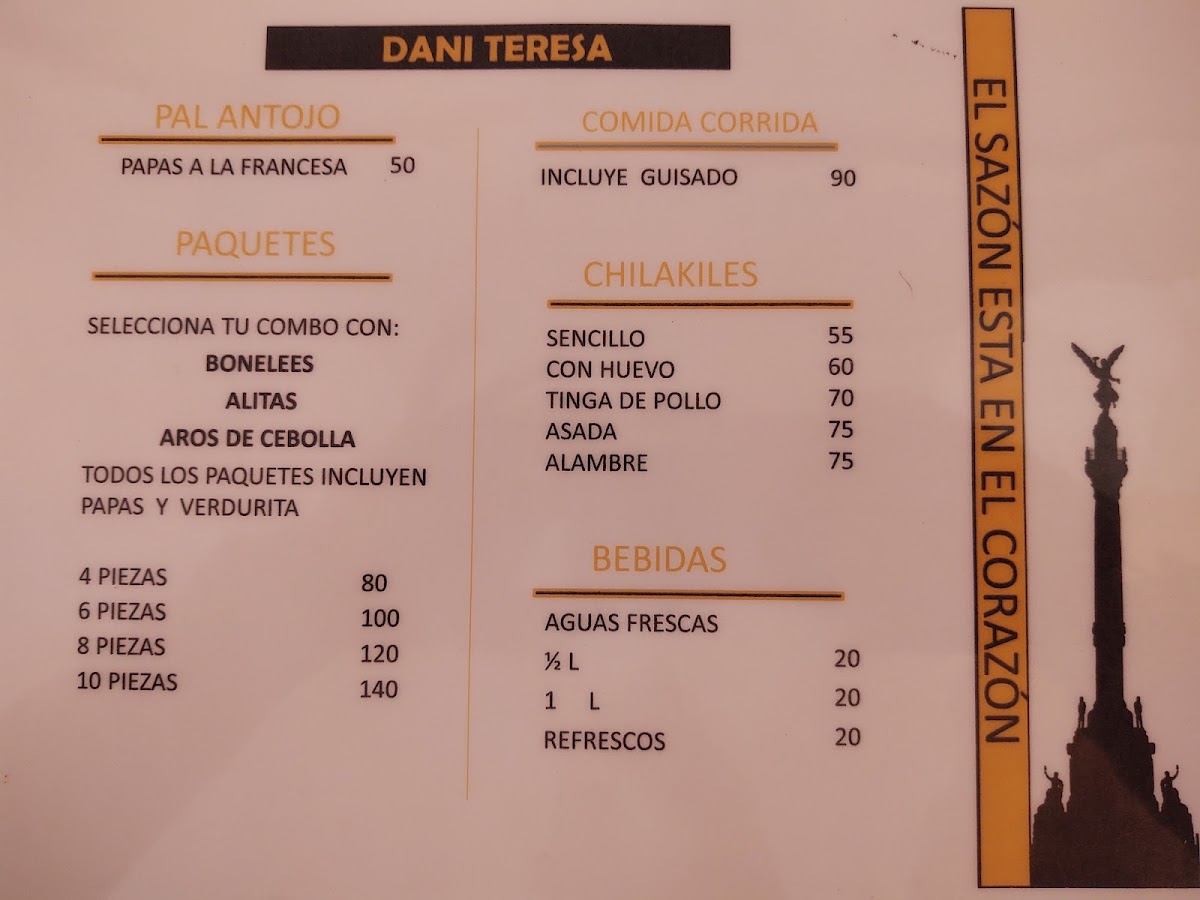 DANI TERESA
PAL ANTOJO
PAPAS A LA FRANCESA 50
PAQUETES
SELECCIONA TU COMBO CON:
BONELEES
ALITAS
AROS DE CEBOLLA
TODOS LOS PAQUETES INCLUYEN
PAPAS Y VERDURITA
4 PIEZAS 80
6 PIEZAS 100
8 PIEZAS 120
10 PIEZAS 140
COMIDA CORRIDA
INCLUYE GUISADO 90
CHILAKILES
SENCILLO 55
CON HUEVO 60
TINGA DE POLLO 70
ASADA 75
ALAMBRE 75
BEBIDAS
AGUAS FRESCAS
½ L 20
1 L 20
REFRESCOS 20
EL SAZÓN ESTA EN EL CORAZÓN